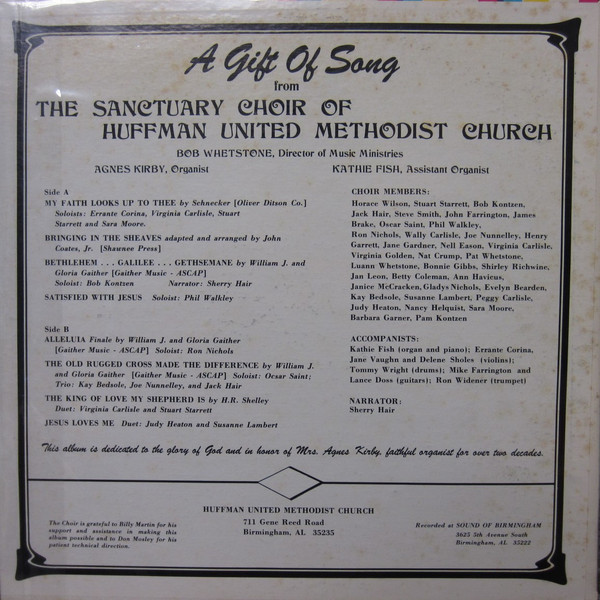 A Gift Of Song
from
THE SANCTUARY CHOIR OF
HUFFMAN UNITED METHODIST CHURCH
BOB WHETSTONE, Director of Music Ministries
AGNES KIRBY, Organist
KATHIE FISH, Assistant Organist
Side A
MY FAITH LOOKS UP TO THEE by Schnecker [Oliver Ditson Co.]
Soloists: Errante Corina, Virginia Carlisle, Stuart
Starrett and Sara Moore.
BRINGING IN THE SHEAVES adapted and arranged by John
Coates, Jr. [Shawnee Press]
BETHLEHEM . . . GALILEE . . . GETHSEMANE by William J. and
Gloria Gaither [Gaither Music - ASCAP]
Soloist: Bob Kontzen Narrator: Sherry Hair
SATISFIED WITH JESUS Soloist: Phil Walkley
Side B
ALLELUIA Finale by William J. and Gloria Gaither
[Gaither Music - ASCAP] Soloist: Ron Nichols
THE OLD RUGGED CROSS MADE THE DIFFERENCE by William J.
and Gloria Gaither [Gaither Music - ASCAP] Soloist: Ocsar Saint;
Trio: Kay Bedsole, Joe Nunnelley, and Jack Hair
THE KING OF LOVE MY SHEPHERD IS by H.R. Shelley
Duet: Virginia Carlisle and Stuart Starrett
JESUS LOVES ME Duet: Judy Heaton and Susanne Lambert
CHOIR MEMBERS:
Horace Wilson, Stuart Starrett, Bob Kontzen,
Jack Hair, Steve Smith, John Farrington, James
Brake, Oscar Saint, Phil Walkley,
Ron Nichols, Wally Carlisle, Joe Nunnelley, Henry
Garrett, Jane Gardner, Nell Eason, Virginia Carlisle,
Virginia Golden, Nat Crump, Pat Whetstone,
Luann Whetstone, Bonnie Gibbs, Shirley Richwine,
Jan Leon, Betty Coleman, Ann Havicus,
Janice McCracken, Gladys Nichols, Evelyn Bearden,
Kay Bedsole, Susanne Lambert, Peggy Carlisle,
Judy Heaton, Nancy Helquist, Sara Moore,
Barbara Garner, Pam Kontzen
ACCOMPANISTS:
Kathie Fish (organ and piano); Errante Corina,
Jane Vaughn and Delene Sholes (violins);
Tommy Wright (drums); Mike Farrington and
Lance Doss (guitars); Ron Widener (trumpet)
NARRATOR:
Sherry Hair
This album is dedicated to the glory of God and in honor of Mrs. Agnes Kirby, faithful organist for over two decades.
The Choir is grateful to Billy Martin for his
support and assistance in making this
album possible and to Don Mosley for his
patient technical direction.
HUFFMAN UNITED METHODIST CHURCH
711 Gene Reed Road
Birmingham, AL 35235
Recorded at SOUND OF BIRMINGHAM
3625 5th Avenue South
Birmingham, AL 35222